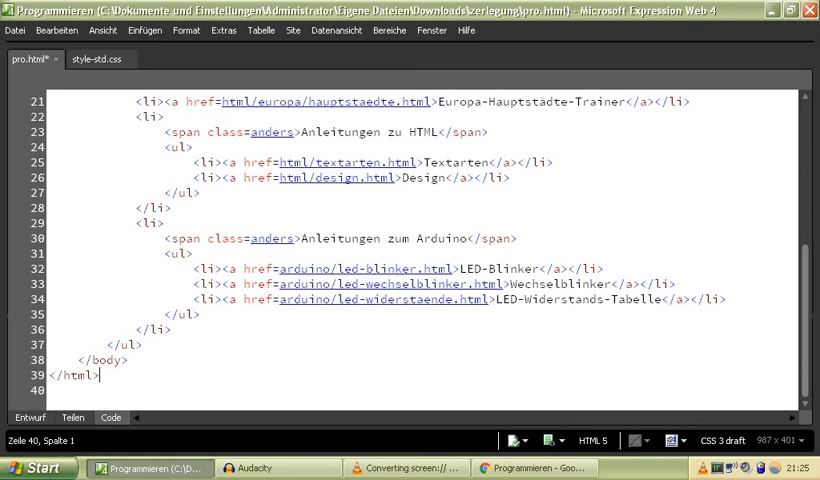 Programmieren (C:\Dokumente und Einstellungen\Administrator\Eigene Dateien\Downloads\zerlegung\pro.html) - Microsoft Expression Web 4
Datei Bearbeiten Ansicht Einfügen Format Extras Tabelle Site Datenansicht Bereiche Fenster Hilfe
pro.html* × style-std.css
21 <li><a href=html/europa/hauptstaedte.html>Europa-Hauptstädte-Trainer</a></li>
22 <li>
23 <span class=anders>Anleitungen zu HTML</span>
24 <ul>
25 <li><a href=html/textarten.html>Textarten</a></li>
26 <li><a href=html/design.html>Design</a></li>
27 </ul>
28 </li>
29 <li>
30 <span class=anders>Anleitungen zum Arduino</span>
31 <ul>
32 <li><a href=arduino/led-blinker.html>LED-Blinker</a></li>
33 <li><a href=arduino/led-wechselblinker.html>Wechselblinker</a></li>
34 <li><a href=arduino/led-widerstaende.html>LED-Widerstands-Tabelle</a></li>
35 </ul>
36 </li>
37 </ul>
38 </body>
39 </html>
40
Entwurf Teilen Code
Zeile 40, Spalte 1 HTML 5 CSS 3 draft 987 x 401
Start Programmieren (C:\D... Audacity Converting screen:// ... Programmieren - Goo... 21:25